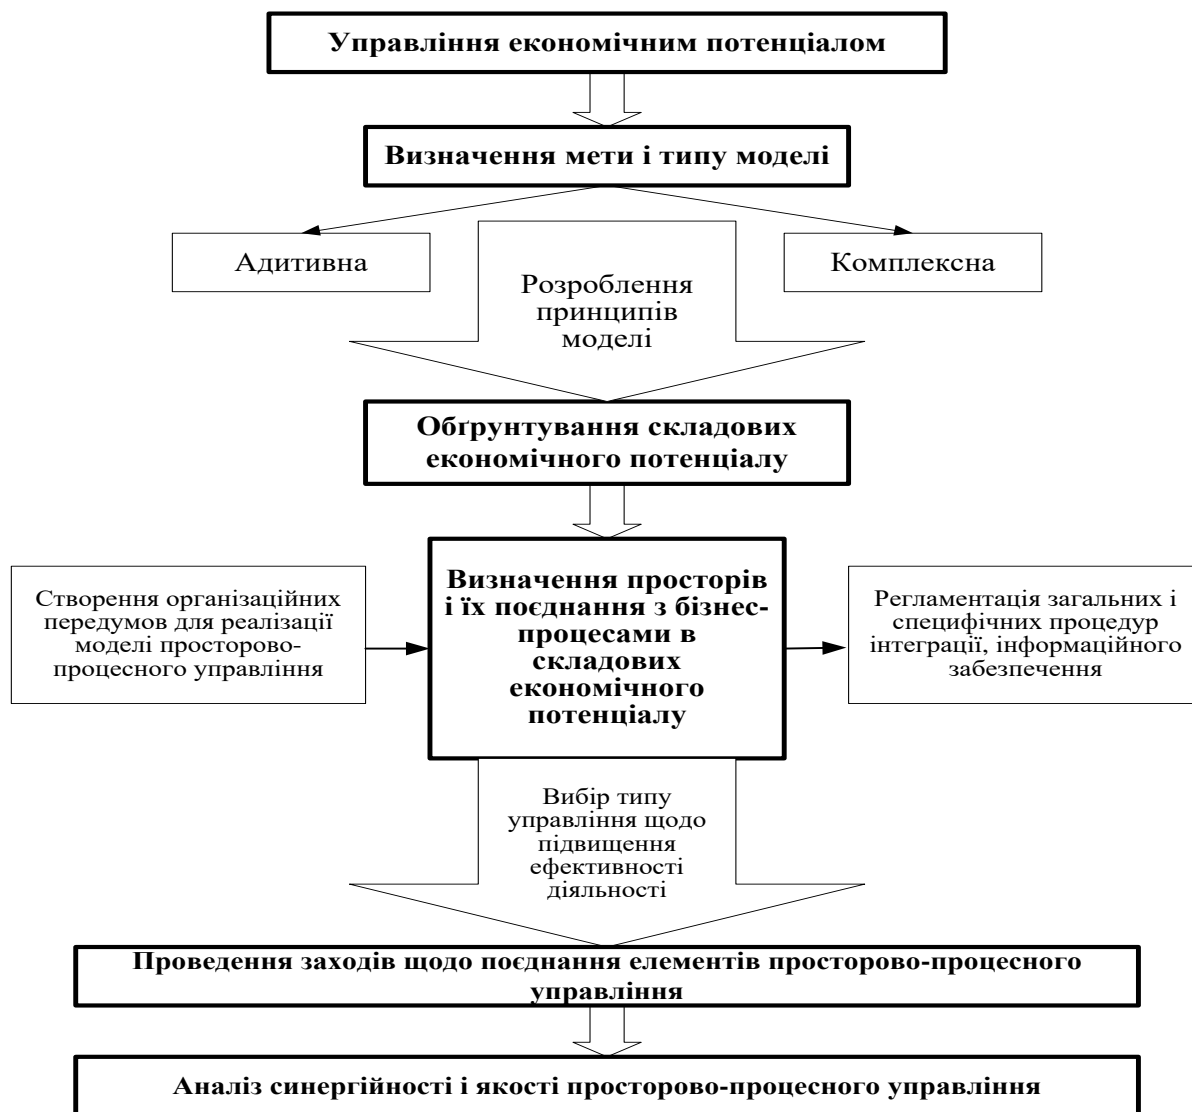 Управління економічним потенціалом
Визначення мети і типу моделі
Адитивна
Комплексна
Розроблення
принципів
моделі
Обґрунтування складових
економічного потенціалу
Створення організаційних
передумов для реалізації
моделі просторово-
процесного управління
Визначення просторів
і їх поєднання з бізнес-
процесами в
складових
економічного
потенціалу
Регламентація загальних і
специфічних процедур
інтеграції, інформаційного
забезпечення
Вибір типу
управління щодо
підвищення
ефективності
діяльності
Проведення заходів щодо поєднання елементів просторово-процесного
управління
Аналіз синергійності і якості просторово-процесного управління